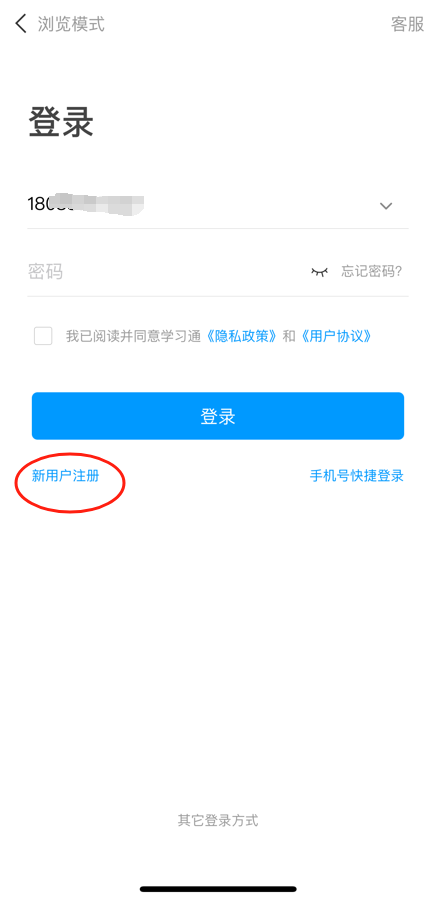 浏览模式 客服
登录
180
密码 忘记密码?
我已阅读并同意学习通《隐私政策》和《用户协议》
登录
新用户注册 手机号快捷登录
其它登录方式